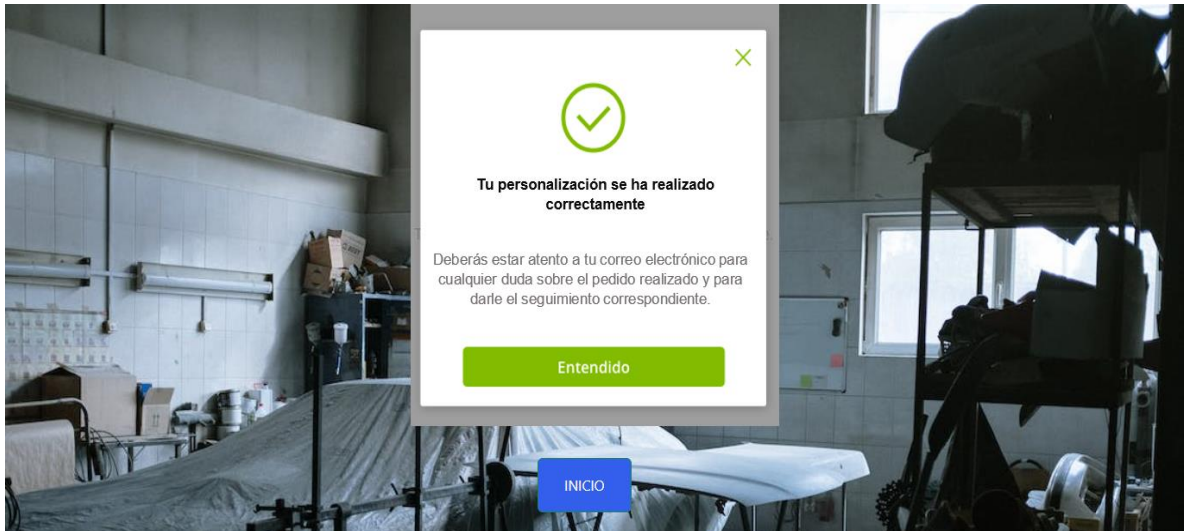 Tu personalización se ha realizado
correctamente
Deberás estar atento a tu correo electrónico para
cualquier duda sobre el pedido realizado y para
darle el seguimiento correspondiente.
Entendido
INICIO